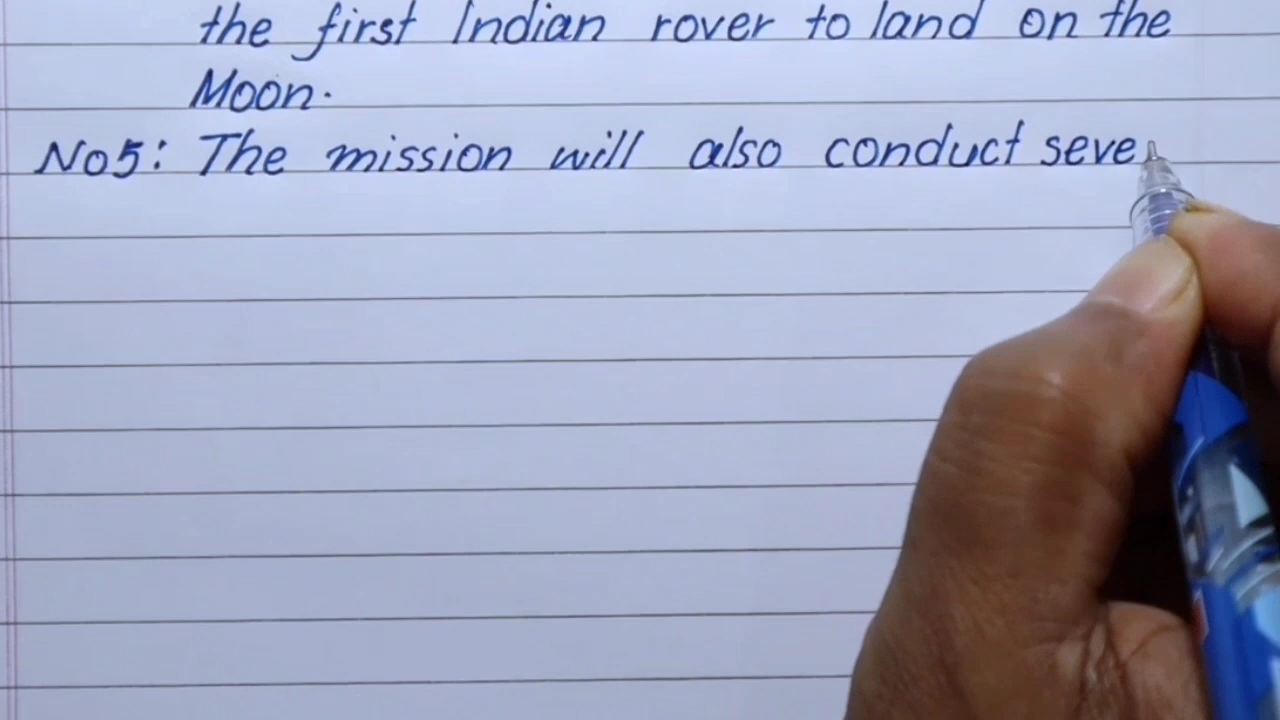 the first Indian rover to land on the
Moon.
No5: The mission will also conduct seve